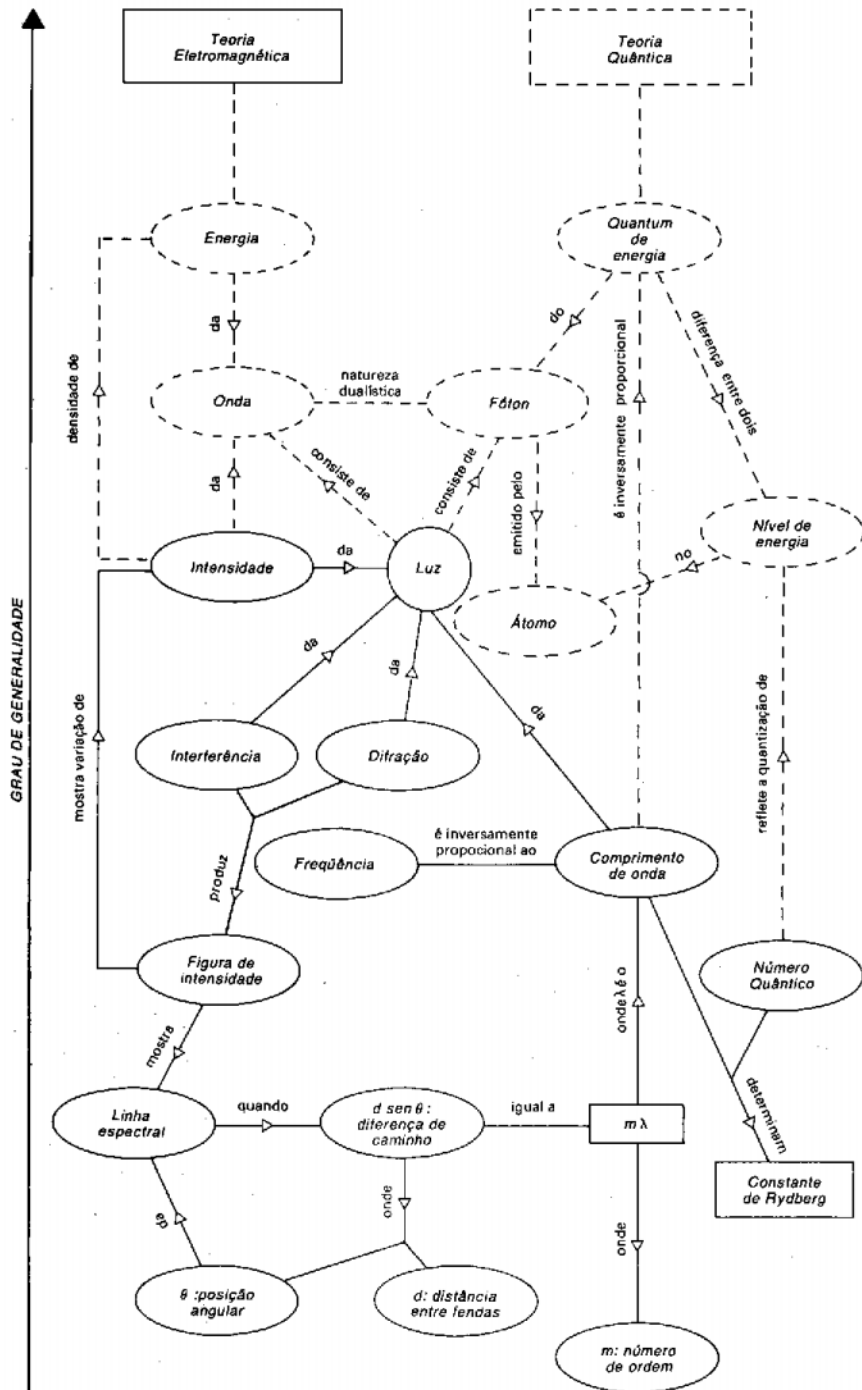 Teoria
Eletromagnética
Teoria
Quântica
Energia
Quantum
de
energia
da
do
densidade de
é inversamente proporcional
diferença entre dois
Onda
natureza
dualística
Fóton
da
consiste de
consiste de
emitido pelo
Nível de
energia
Intensidade
da
Luz
no
Átomo
GRAU DE GENERALIDADE
mostra variação de
da
da
da
reflete a quantização de
Interferência
Difração
é inversamente
propocional ao
Freqüência
Comprimento
de onda
produz
Figura de
intensidade
Número
Quântico
onde λ é o
mostra
determinam
Linha
espectral
quando
d sen θ :
diferença de
caminho
igual a
m λ
Constante
de Rydberg
da
onde
onde
θ :posição
angular
d: distância
entre fendas
m: número
de ordem